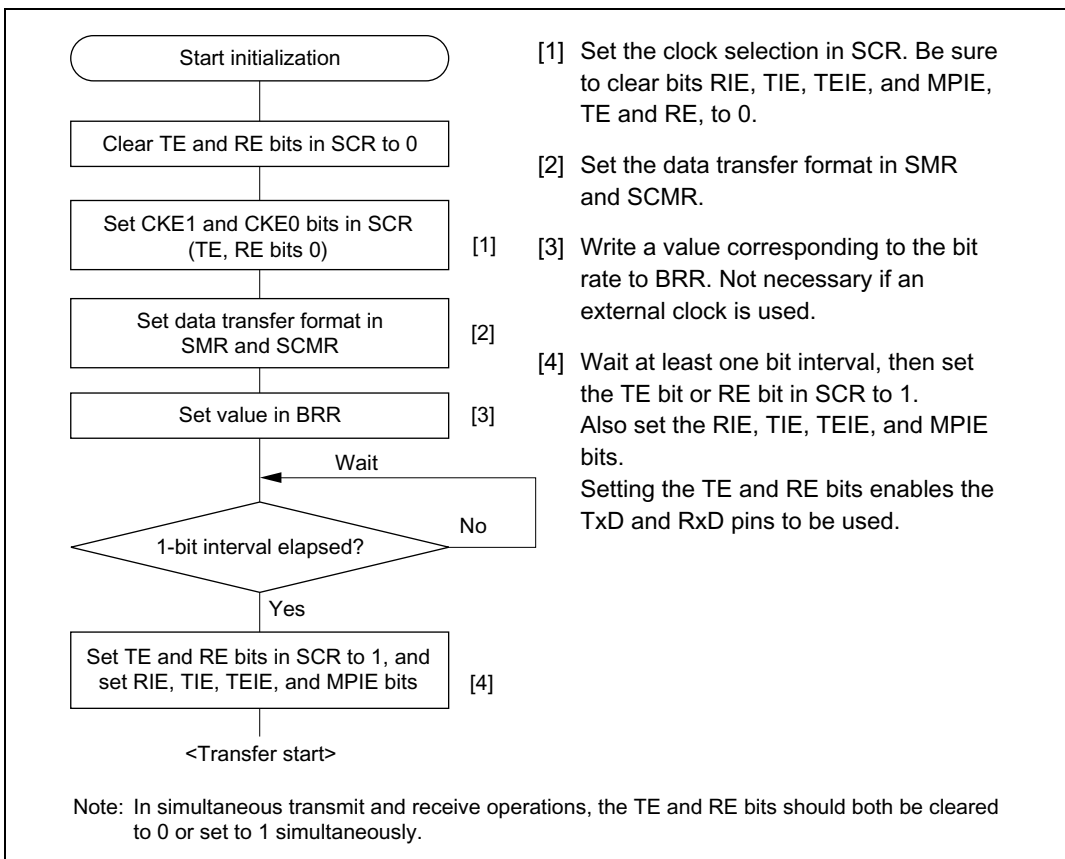 Start initialization
Clear TE and RE bits in SCR to 0
Set CKE1 and CKE0 bits in SCR
(TE, RE bits 0)
[1]
Set data transfer format in
SMR and SCMR
[2]
Set value in BRR
[3]
Wait
1-bit interval elapsed?
No
Yes
Set TE and RE bits in SCR to 1, and
set RIE, TIE, TEIE, and MPIE bits
[4]
<Transfer start>
[1] Set the clock selection in SCR. Be sure
to clear bits RIE, TIE, TEIE, and MPIE,
TE and RE, to 0.
[2] Set the data transfer format in SMR
and SCMR.
[3] Write a value corresponding to the bit
rate to BRR. Not necessary if an
external clock is used.
[4] Wait at least one bit interval, then set
the TE bit or RE bit in SCR to 1.
Also set the RIE, TIE, TEIE, and MPIE
bits.
Setting the TE and RE bits enables the
TxD and RxD pins to be used.
Note: In simultaneous transmit and receive operations, the TE and RE bits should both be cleared
to 0 or set to 1 simultaneously.